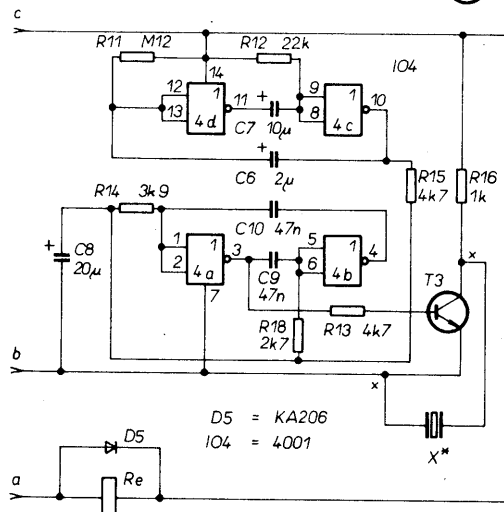 c
R11 M12 R12 22k
IO4
14
12 1 11 9 1 10
13 4d + 8 4c
C7 10µ
+
C6 2µ
R15 4k7
R16 1k
R14 3k9
C10 47n
+ C8 20µ
1 1 3 5 1 4
2 4a 6 4b
7
C9 47n
T3
x
R18 2k7
R13 4k7
b
x
X*
D5 = KA206
IO4 = 4001
D5
a
Re